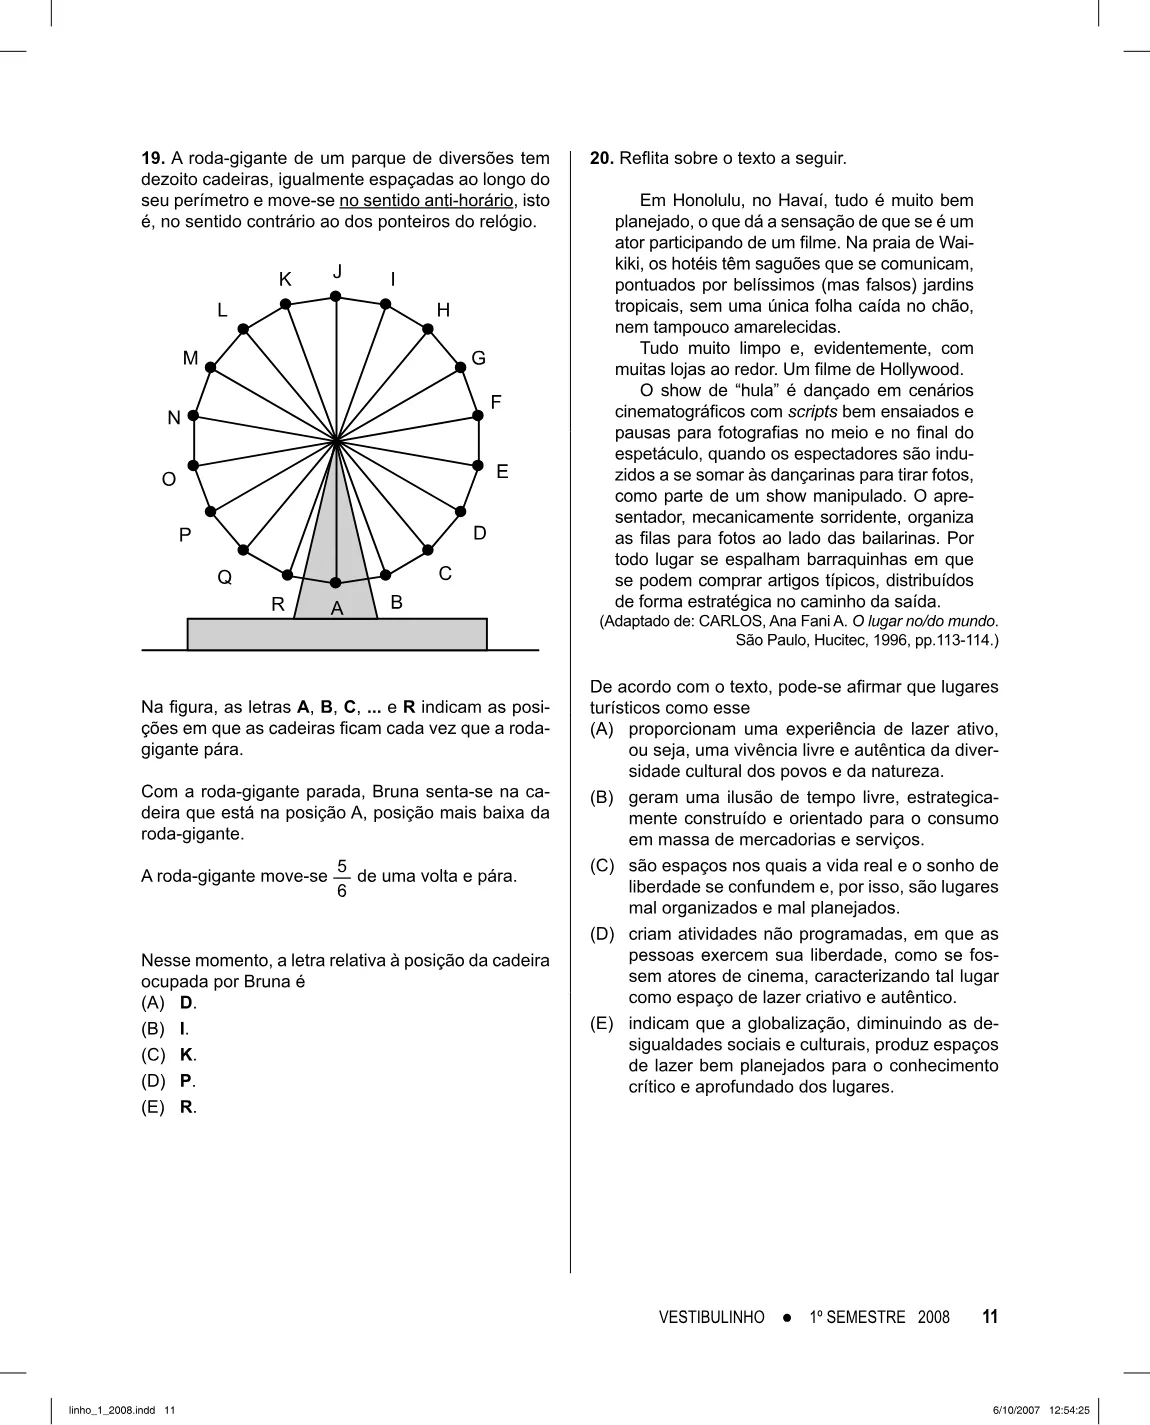 19. A roda-gigante de um parque de diversões tem
dezoito cadeiras, igualmente espaçadas ao longo do
seu perímetro e move-se no sentido anti-horário, isto
é, no sentido contrário ao dos ponteiros do relógio.
J
K
I
L
H
M
G
F
N
E
O
D
P
C
Q
B
R
A
Na figura, as letras A, B, C, ... e R indicam as posi-
ções em que as cadeiras ficam cada vez que a roda-
gigante pára.
Com a roda-gigante parada, Bruna senta-se na ca-
deira que está na posição A, posição mais baixa da
roda-gigante.
A roda-gigante move-se 5/6 de uma volta e pára.
Nesse momento, a letra relativa à posição da cadeira
ocupada por Bruna é
(A) D.
(B) I.
(C) K.
(D) P.
(E) R.
20. Reflita sobre o texto a seguir.
Em Honolulu, no Havaí, tudo é muito bem
planejado, o que dá a sensação de que se é um
ator participando de um filme. Na praia de Wai-
kiki, os hotéis têm saguões que se comunicam,
pontuados por belíssimos (mas falsos) jardins
tropicais, sem uma única folha caída no chão,
nem tampouco amarelecidas.
Tudo muito limpo e, evidentemente, com
muitas lojas ao redor. Um filme de Hollywood.
O show de “hula” é dançado em cenários
cinematográficos com scripts bem ensaiados e
pausas para fotografias no meio e no final do
espetáculo, quando os espectadores são indu-
zidos a se somar às dançarinas para tirar fotos,
como parte de um show manipulado. O apre-
sentador, mecanicamente sorridente, organiza
as filas para fotos ao lado das bailarinas. Por
todo lugar se espalham barraquinhas em que
se podem comprar artigos típicos, distribuídos
de forma estratégica no caminho da saída.
(Adaptado de: CARLOS, Ana Fani A. O lugar no/do mundo.
São Paulo, Hucitec, 1996, pp.113-114.)
De acordo com o texto, pode-se afirmar que lugares
turísticos como esse
(A) proporcionam uma experiência de lazer ativo,
ou seja, uma vivência livre e autêntica da diver-
sidade cultural dos povos e da natureza.
(B) geram uma ilusão de tempo livre, estrategica-
mente construído e orientado para o consumo
em massa de mercadorias e serviços.
(C) são espaços nos quais a vida real e o sonho de
liberdade se confundem e, por isso, são lugares
mal organizados e mal planejados.
(D) criam atividades não programadas, em que as
pessoas exercem sua liberdade, como se fos-
sem atores de cinema, caracterizando tal lugar
como espaço de lazer criativo e autêntico.
(E) indicam que a globalização, diminuindo as de-
sigualdades sociais e culturais, produz espaços
de lazer bem planejados para o conhecimento
crítico e aprofundado dos lugares.
VESTIBULINHO ● 1º SEMESTRE 2008 11
linho_1_2008.indd 11
6/10/2007 12:54:25